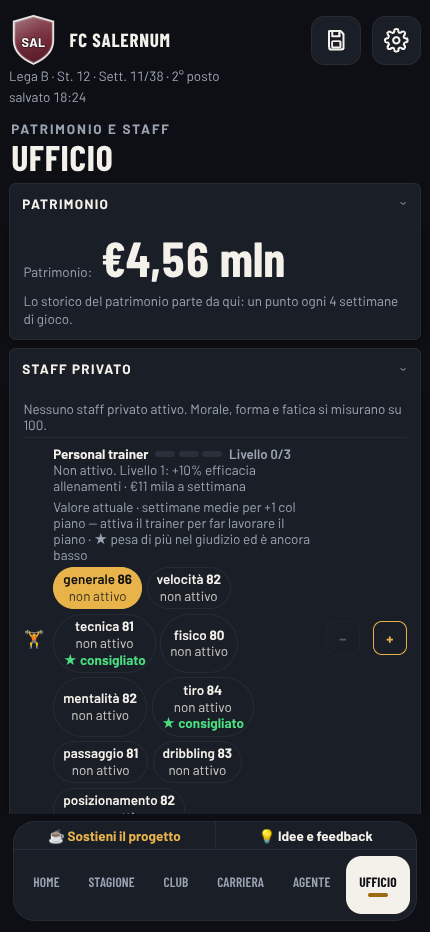 SAL
FC SALERNUM
Lega B · St. 12 · Sett. 11/38 · 2° posto
salvato 18:24
PATRIMONIO E STAFF
UFFICIO
PATRIMONIO
Patrimonio: €4,56 mln
Lo storico del patrimonio parte da qui: un punto ogni 4 settimane
di gioco.
STAFF PRIVATO
Nessuno staff privato attivo. Morale, forma e fatica si misurano su
100.
Personal trainer Livello 0/3
Non attivo. Livello 1: +10% efficacia
allenamenti · €11 mila a settimana
Valore attuale · settimane medie per +1 col
piano — attiva il trainer per far lavorare il
piano · ★ pesa di più nel giudizio ed è ancora
basso
generale 86
non attivo
velocità 82
non attivo
tecnica 81
non attivo
★ consigliato
fisico 80
non attivo
− +
mentalità 82
non attivo
tiro 84
non attivo
★ consigliato
passaggio 81
non attivo
dribbling 83
non attivo
posizionamento 82
☕ Sostieni il progetto
💡 Idee e feedback
HOME STAGIONE CLUB CARRIERA AGENTE UFFICIO